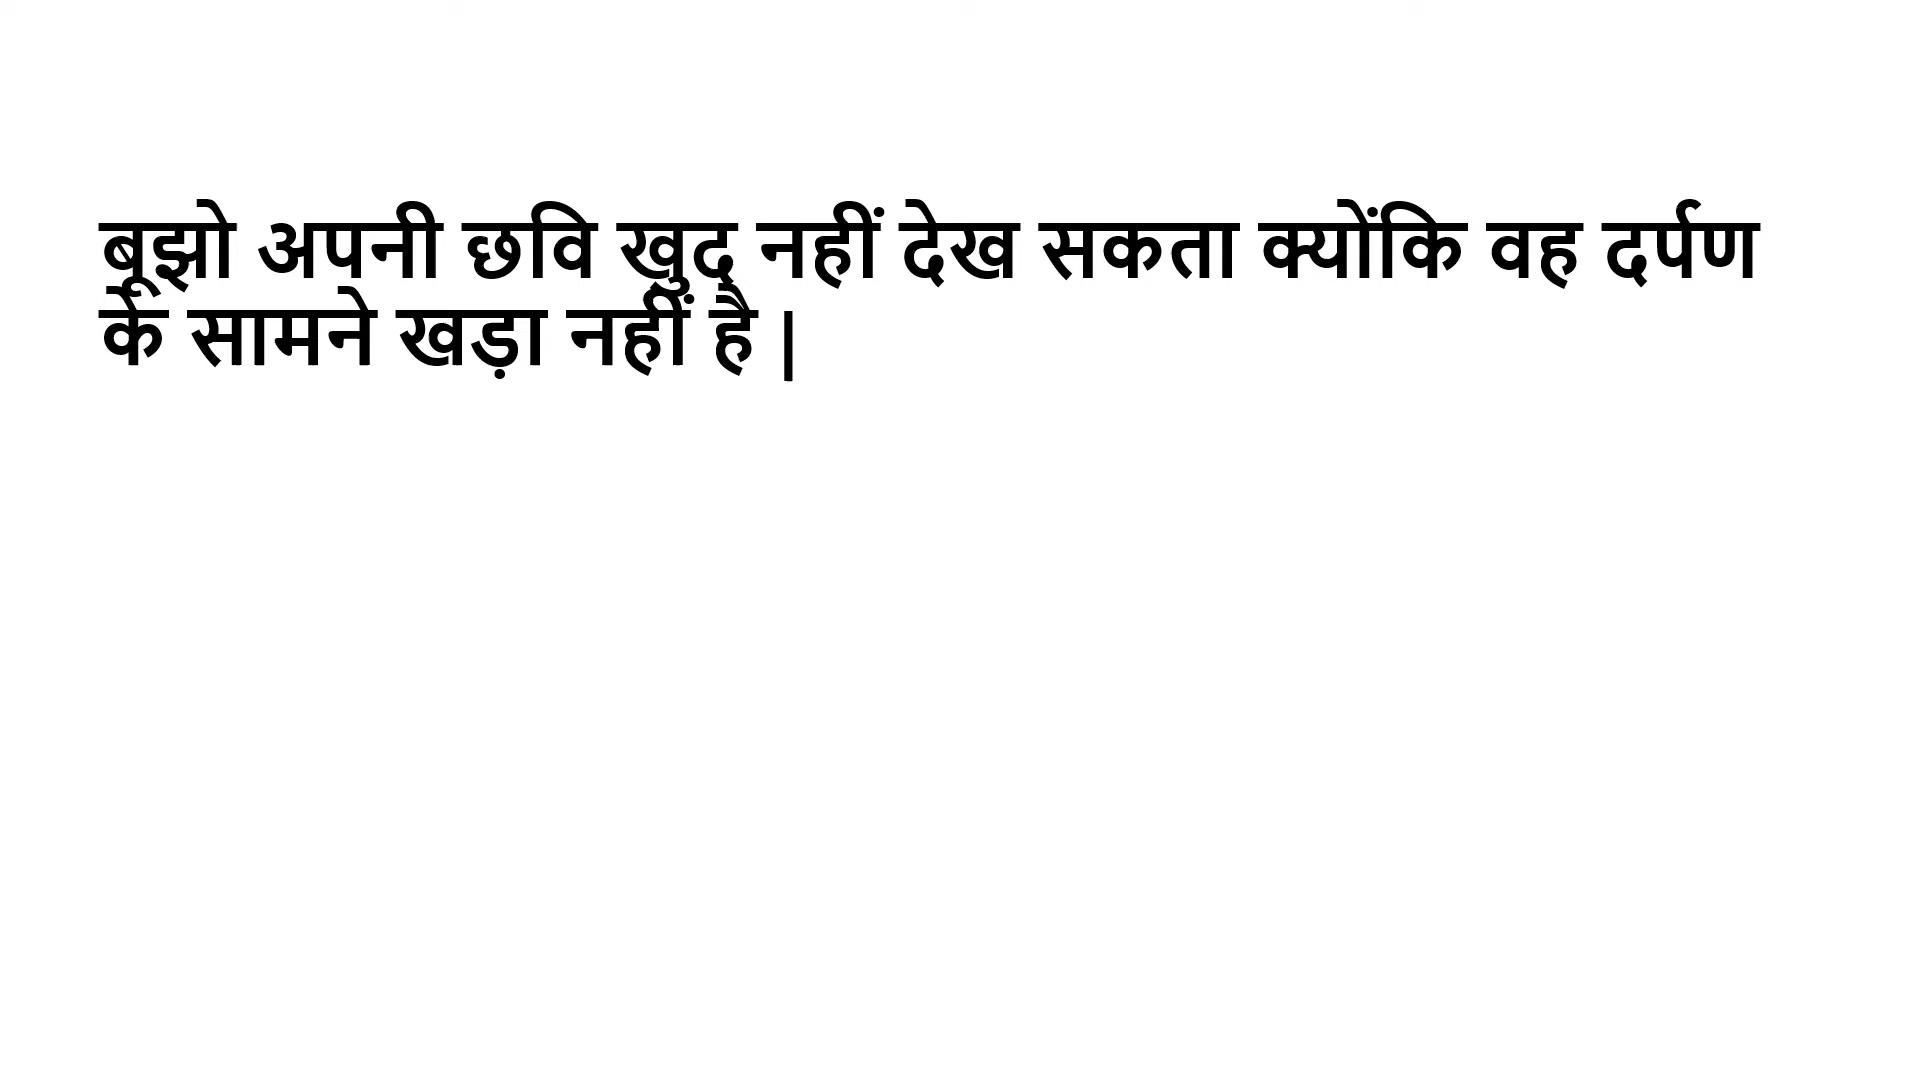 बूझो अपनी छवि खुद नहीं देख सकता क्योंकि वह दर्पण
के सामने खड़ा नहीं है |